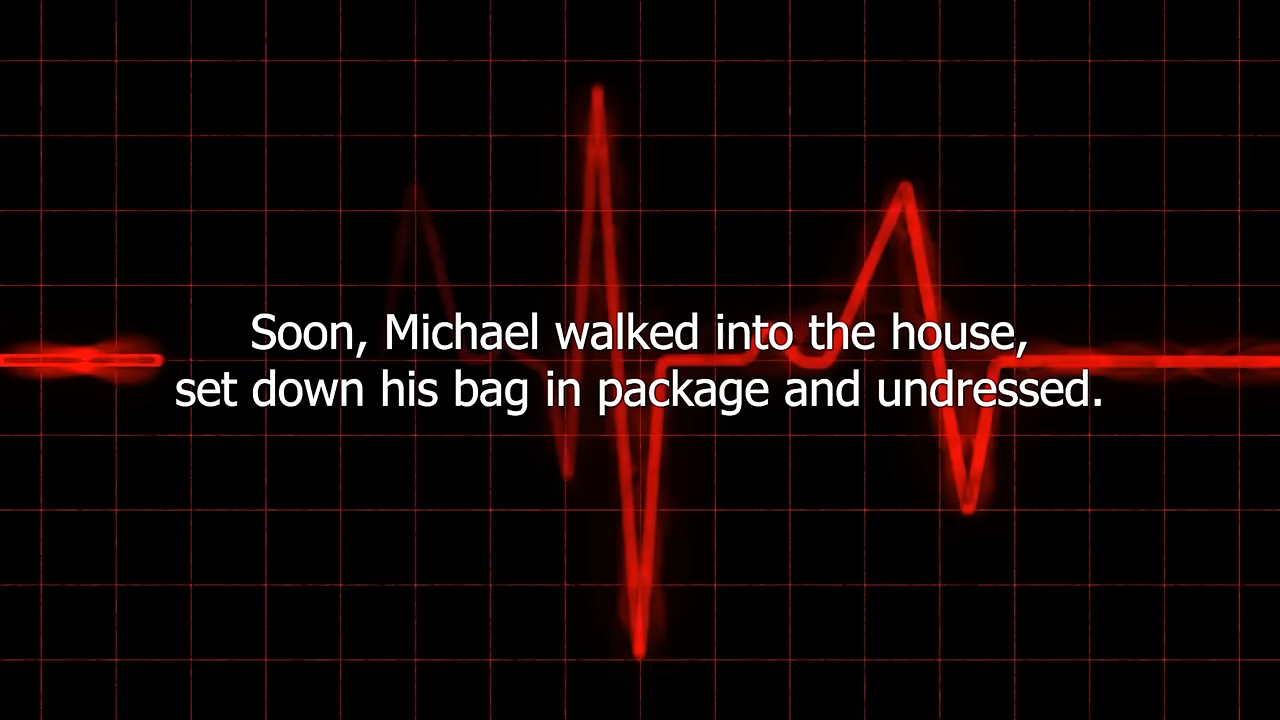 Soon, Michael walked into the house,
set down his bag in package and undressed.